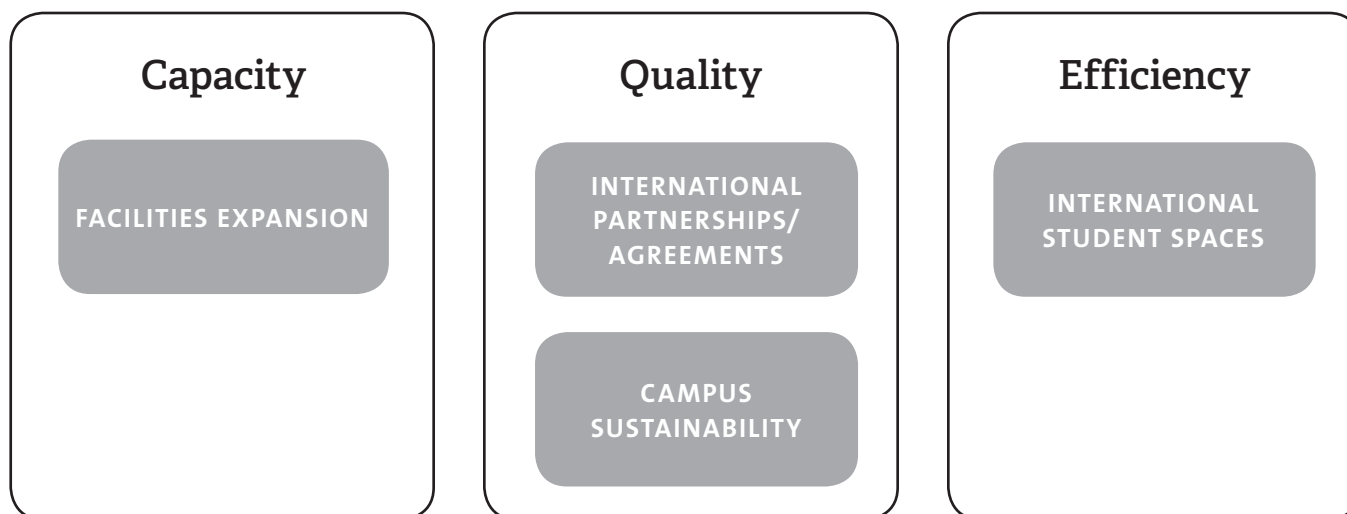 Capacity
FACILITIES EXPANSION
Quality
INTERNATIONAL
PARTNERSHIPS/
AGREEMENTS
CAMPUS
SUSTAINABILITY
Efficiency
INTERNATIONAL
STUDENT SPACES